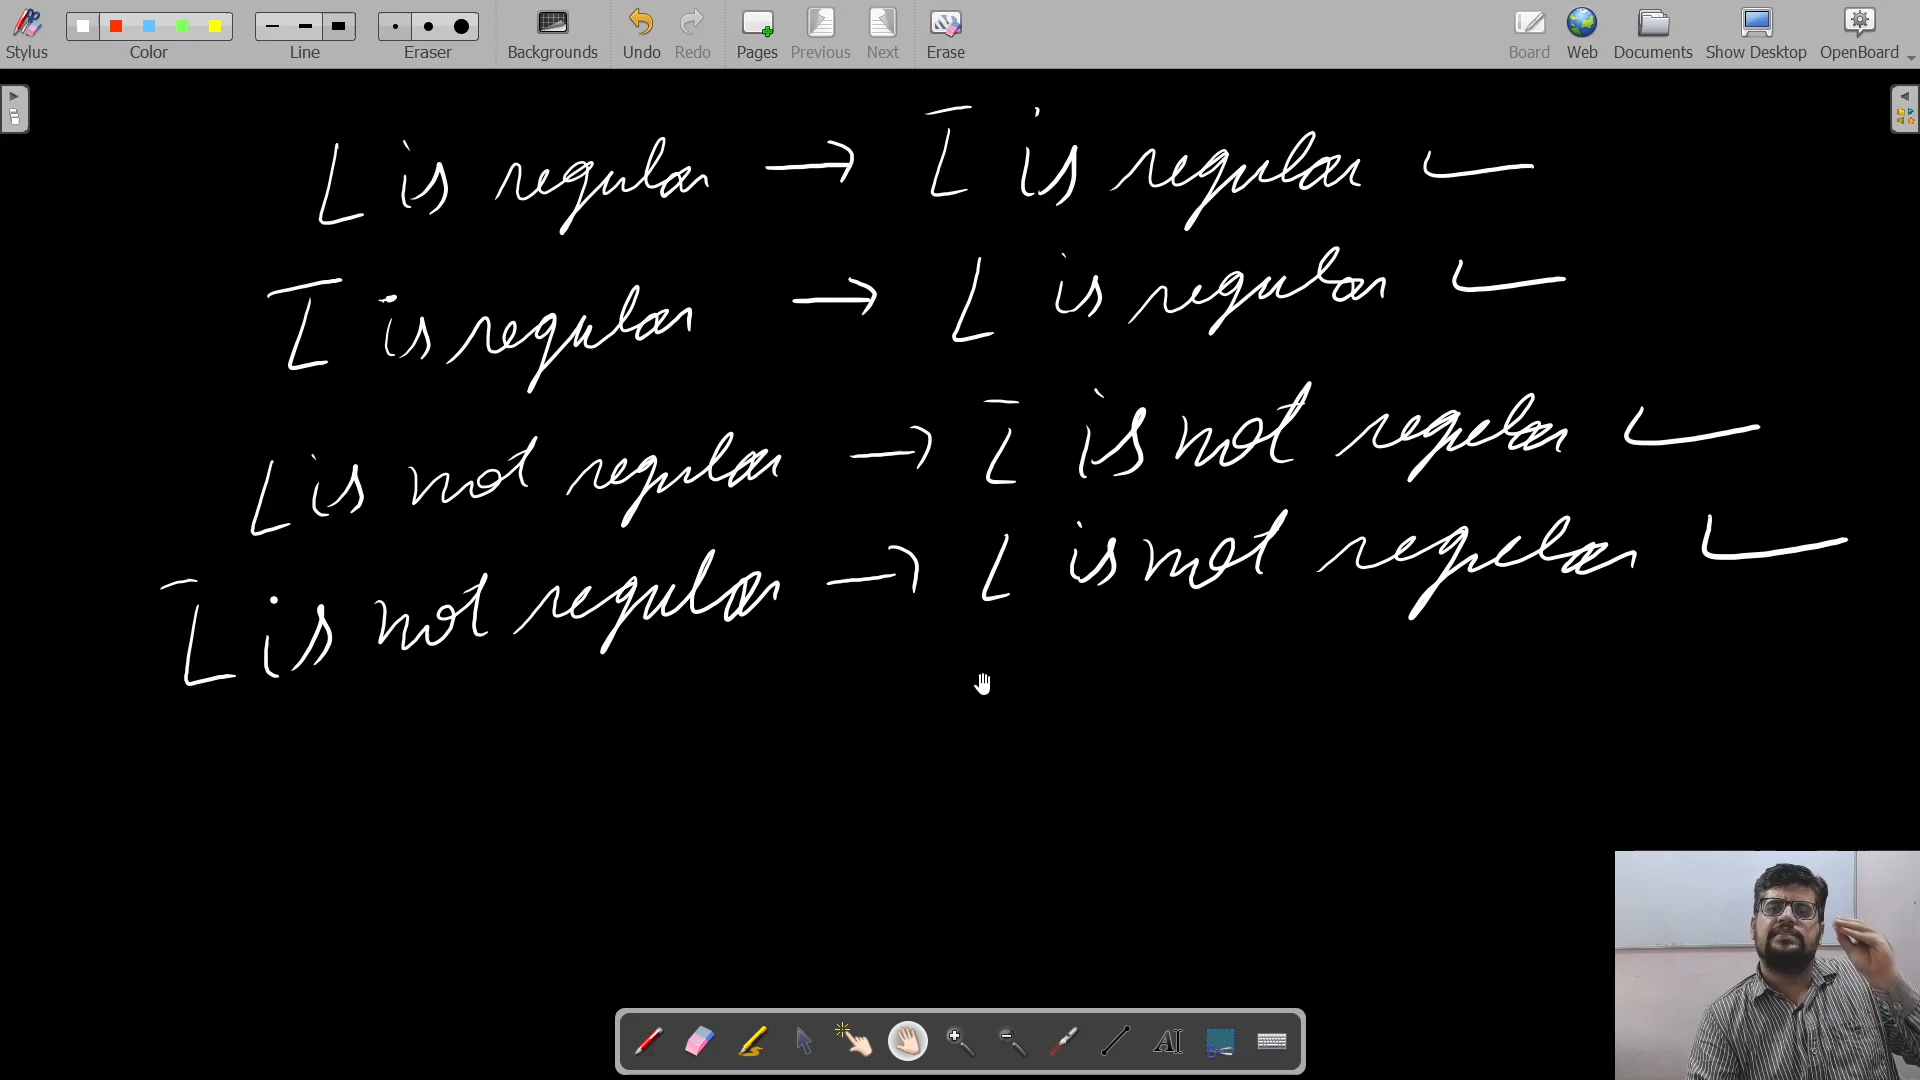 Stylus Color Line Eraser Backgrounds Undo Redo Pages Previous Next Erase Board Web Documents Show Desktop OpenBoard
L is regular → L̅ is regular ✓
L̅ is regular → L is regular ✓
L is not regular → L̅ is not regular ✓
L̅ is not regular → L is not regular ✓